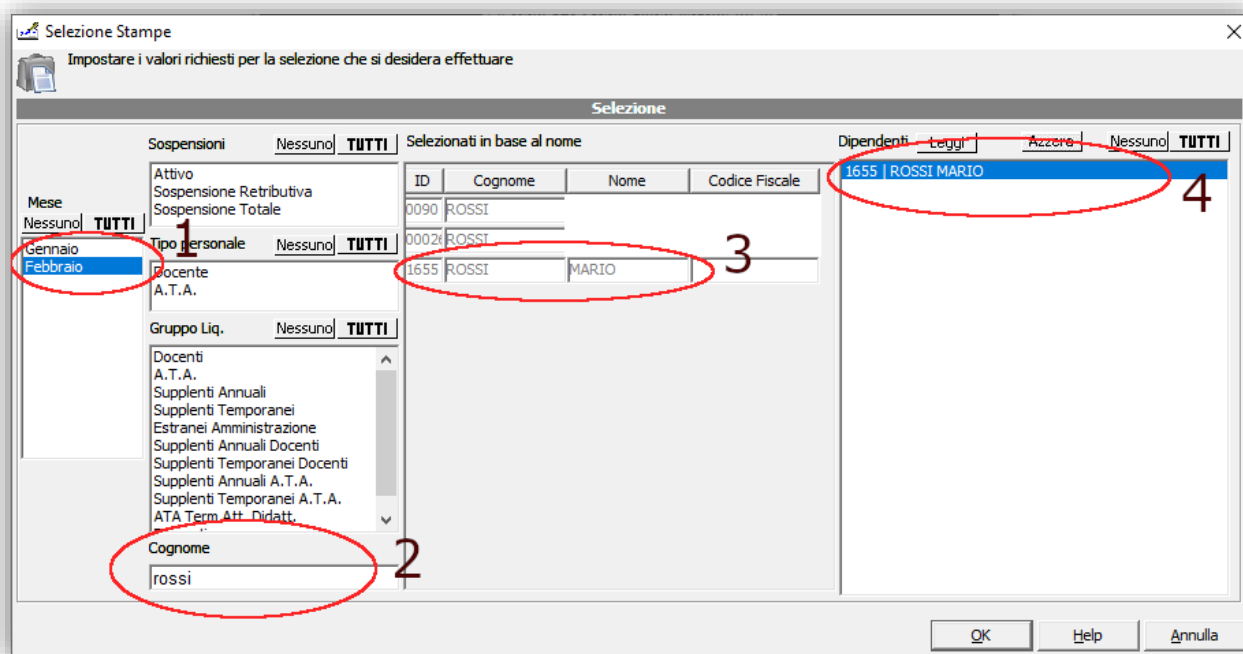 Selezione Stampe
Impostare i valori richiesti per la selezione che si desidera effettuare
Selezione
Mese
Nessuno TUTTI
Gennaio
Febbraio
1
Sospensioni Nessuno TUTTI
Attivo
Sospensione Retributiva
Sospensione Totale
Tipo personale Nessuno TUTTI
Docente
A.T.A.
Gruppo Liq. Nessuno TUTTI
Docenti
A.T.A.
Supplenti Annuali
Supplenti Temporanei
Estranei Amministrazione
Supplenti Annuali Docenti
Supplenti Temporanei Docenti
Supplenti Annuali A.T.A.
Supplenti Temporanei A.T.A.
ATA Term.Att. Didatt.
Cognome
rossi
2
Selezionati in base al nome
ID Cognome Nome Codice Fiscale
0090 ROSSI
00026 ROSSI
1655 ROSSI MARIO
3
Dipendenti Leggi Azzera Nessuno TUTTI
1655 | ROSSI MARIO
4
OK Help Annulla